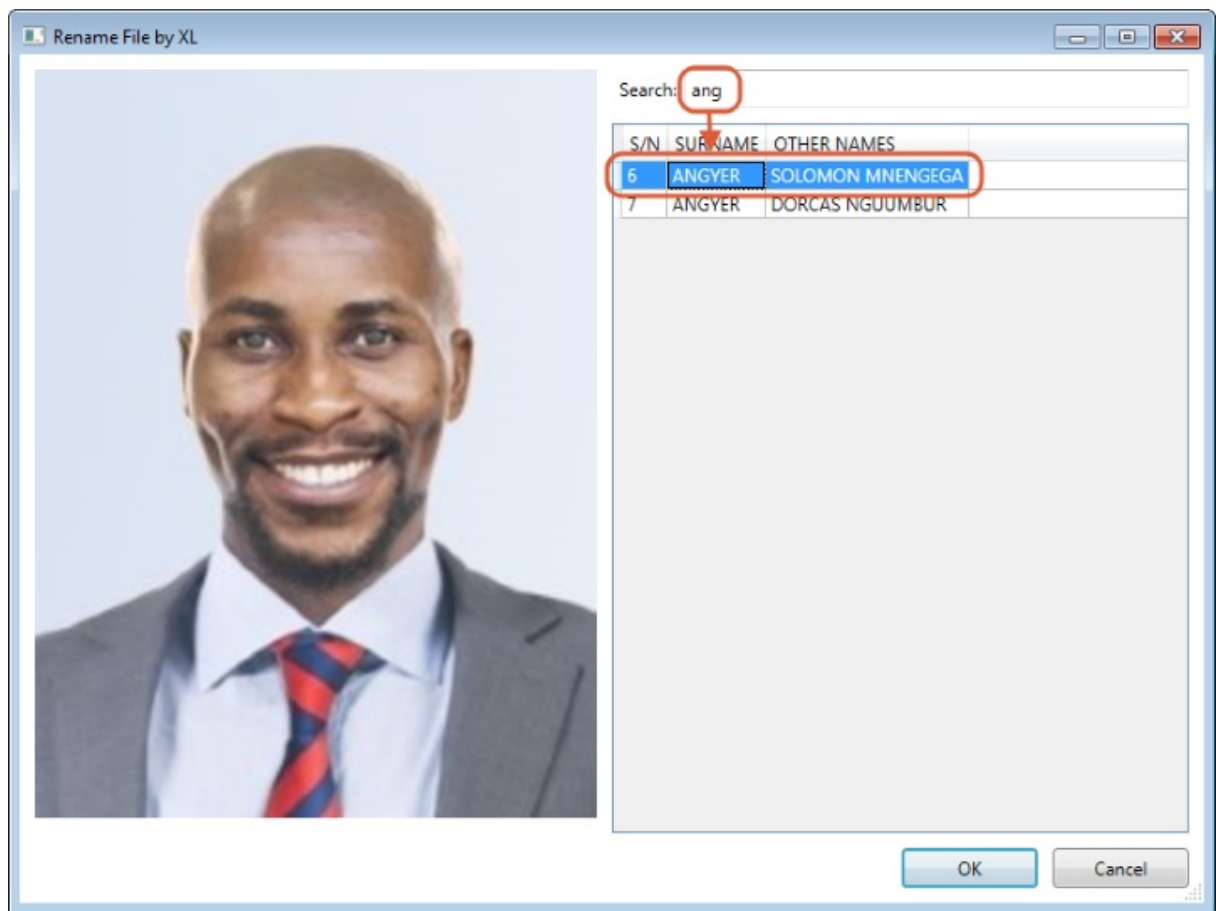 Rename File by XL
Search: ang
S/N SURNAME OTHER NAMES
6 ANGYER SOLOMON MNENGEGA
7 ANGYER DORCAS NGUUMBUR
OK Cancel